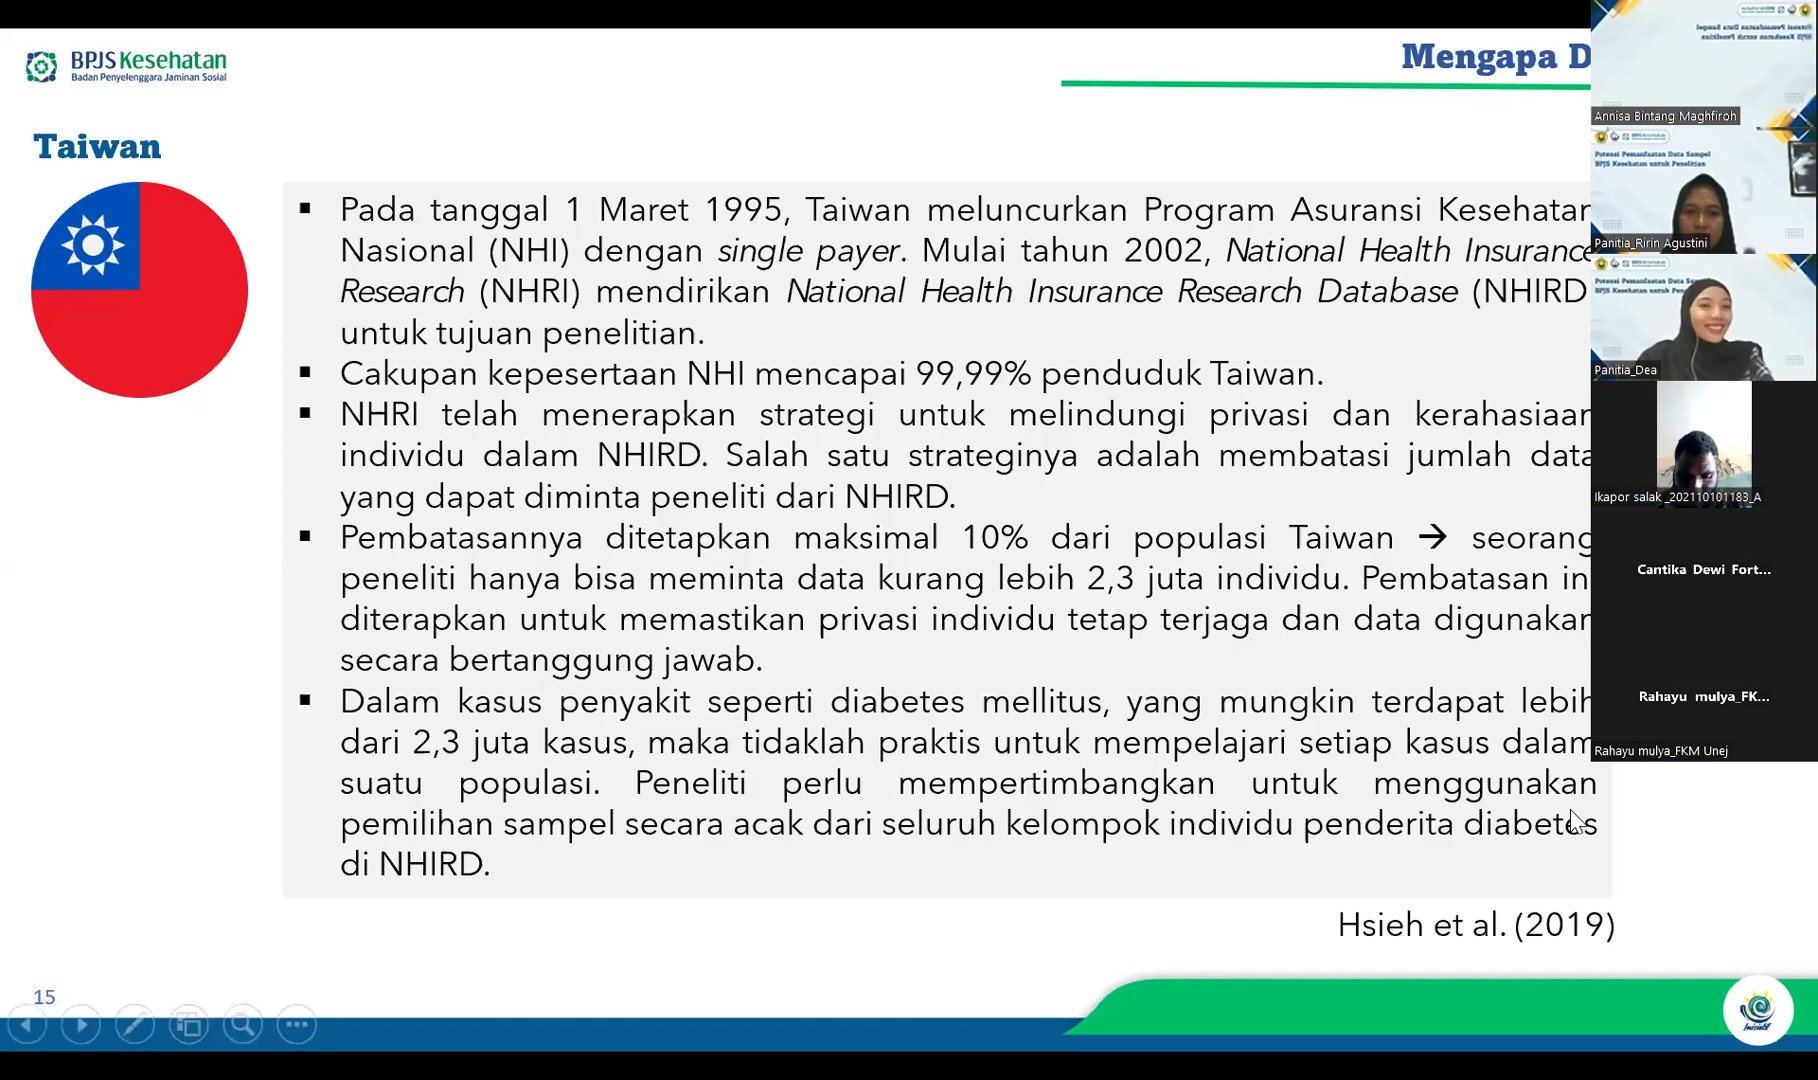 BPJS Kesehatan
Badan Penyelenggara Jaminan Sosial
Mengapa D
Taiwan
▪ Pada tanggal 1 Maret 1995, Taiwan meluncurkan Program Asuransi Kesehatan
Nasional (NHI) dengan single payer. Mulai tahun 2002, National Health Insurance
Research (NHRI) mendirikan National Health Insurance Research Database (NHIRD
untuk tujuan penelitian.
▪ Cakupan kepesertaan NHI mencapai 99,99% penduduk Taiwan.
▪ NHRI telah menerapkan strategi untuk melindungi privasi dan kerahasiaan
individu dalam NHIRD. Salah satu strateginya adalah membatasi jumlah data
yang dapat diminta peneliti dari NHIRD.
▪ Pembatasannya ditetapkan maksimal 10% dari populasi Taiwan → seorang
peneliti hanya bisa meminta data kurang lebih 2,3 juta individu. Pembatasan in
diterapkan untuk memastikan privasi individu tetap terjaga dan data digunakan
secara bertanggung jawab.
▪ Dalam kasus penyakit seperti diabetes mellitus, yang mungkin terdapat lebih
dari 2,3 juta kasus, maka tidaklah praktis untuk mempelajari setiap kasus dalam
suatu populasi. Peneliti perlu mempertimbangkan untuk menggunakan
pemilihan sampel secara acak dari seluruh kelompok individu penderita diabetes
di NHIRD.
Hsieh et al. (2019)
15
Inisiatif
Potensi Pemanfaatan Data Sampel
BPJS Kesehatan untuk Penelitian
Annisa Bintang Maghfiroh
Potensi Pemanfaatan Data Sampel
BPJS Kesehatan untuk Penelitian
Panitia_Ririn Agustini
Potensi Pemanfaatan Data Sampel
BPJS Kesehatan untuk Pen
Panitia_Dea
Ikapor salak _202110101183_A
Cantika Dewi Fort...
Rahayu mulya_FK...
Rahayu mulya_FKM Unej